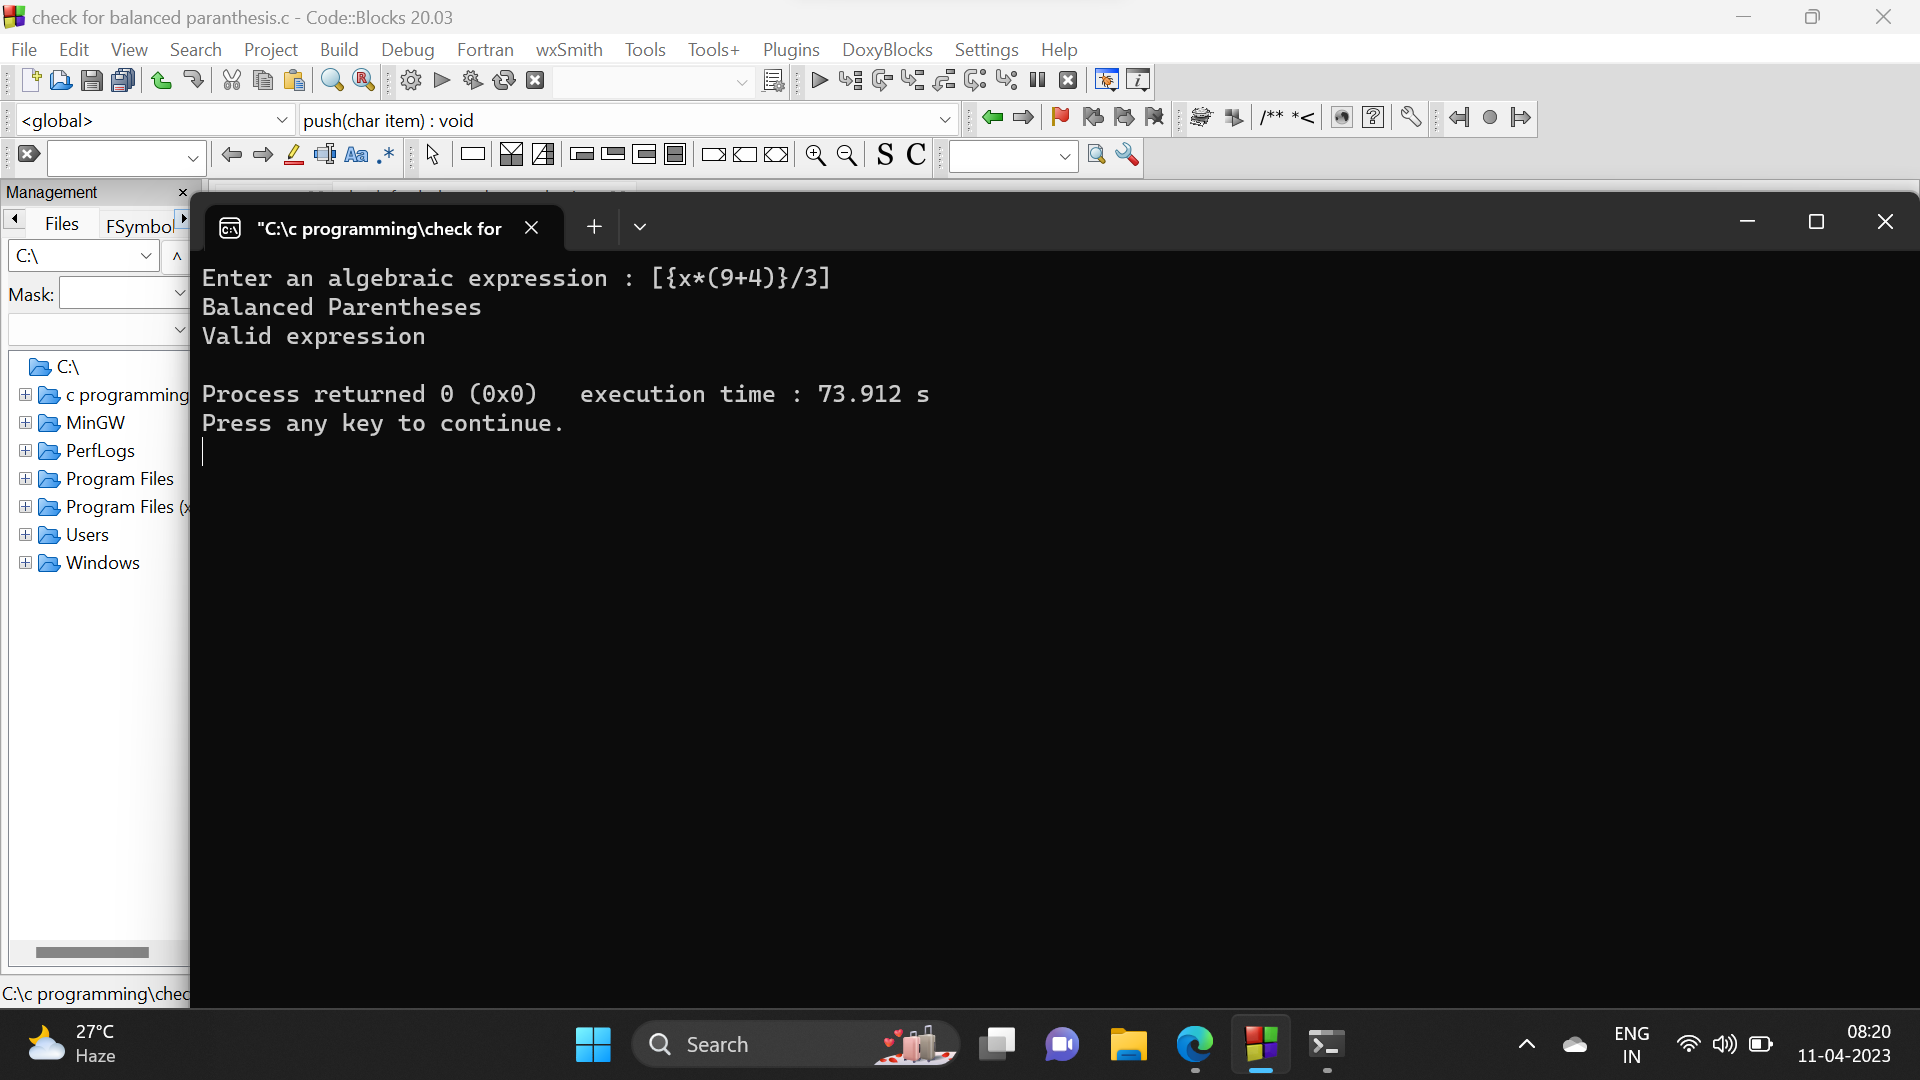 check for balanced paranthesis.c - Code::Blocks 20.03
File Edit View Search Project Build Debug Fortran wxSmith Tools Tools+ Plugins DoxyBlocks Settings Help
<global> push(char item) : void /** *<
Aa .* S C
Management
Files FSymbol
C:\ ^
Mask:
C:\
c programming
MinGW
PerfLogs
Program Files
Program Files (x
Users
Windows
C:\c programming\chec
"C:\c programming\check for
Enter an algebraic expression : [{x*(9+4)}/3]
Balanced Parentheses
Valid expression
Process returned 0 (0x0)   execution time : 73.912 s
Press any key to continue.
27°C
Haze
Search
ENG
IN
08:20
11-04-2023